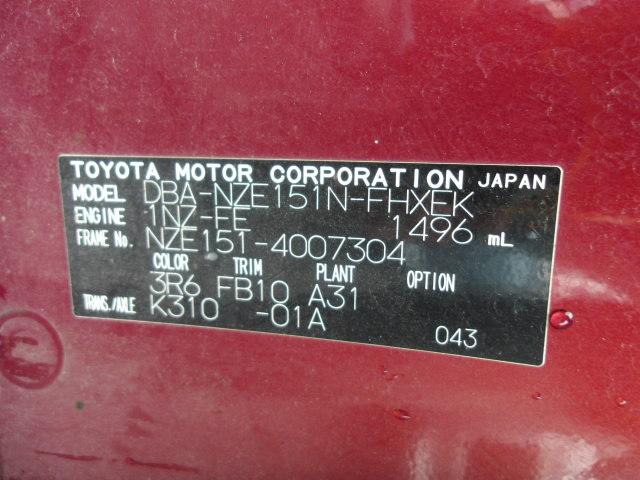 TOYOTA MOTOR CORPORATION JAPAN
MODEL DBA-NZE151N-FHXEK
ENGINE 1NZ-FE 1496 mL
FRAME No. NZE151-4007304
COLOR TRIM PLANT OPTION
3R6 FB10 A31
TRANS./AXLE K310 -01A
043